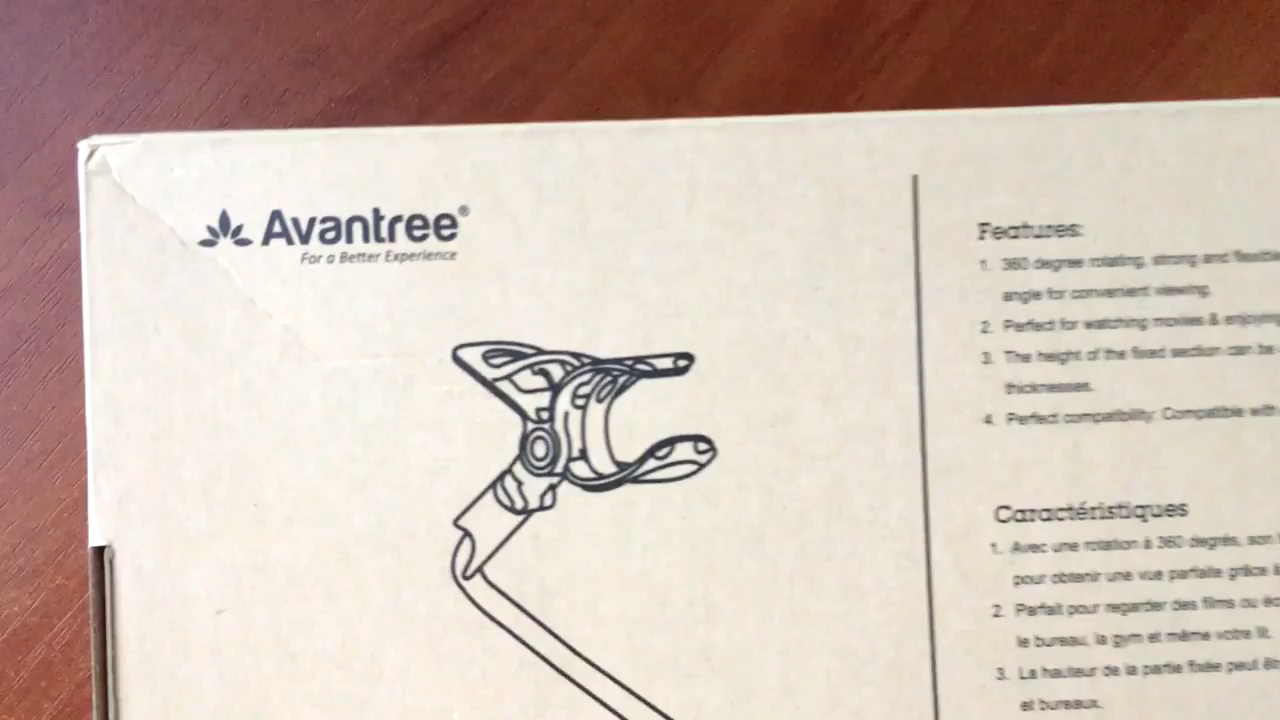 Avantree®
For a Better Experience
Features:
1. 360 degree rotating, strong and flexible
angle for convenient viewing.
2. Perfect for watching movies & enjoying
3. The height of the fixed section can be
thicknesses.
4. Perfect compatibility: Compatible with
Caractéristiques
1. Avec une rotation à 360 degrés, son
pour obtenir une vue parfaite grâce à
2. Parfait pour regarder des films ou
le bureau, la gym et même votre lit.
3. La hauteur de la partie fixée peut
et bureaux.